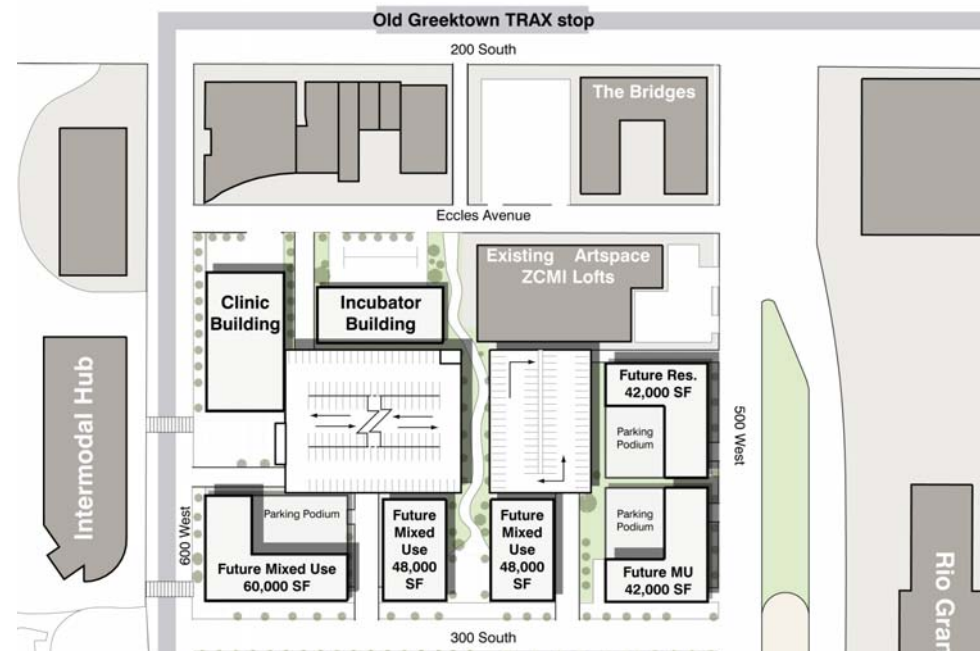 Old Greektown TRAX stop
200 South
The Bridges
Eccles Avenue
Existing Artspace
ZCMI Lofts
Clinic
Building
Incubator
Building
Intermodal Hub
Future Res.
42,000 SF
Parking
Podium
500 West
600 West
Parking Podium
Future Mixed Use
60,000 SF
Future
Mixed
Use
48,000
SF
Future
Mixed
Use
48,000
SF
Parking
Podium
Future MU
42,000 SF
Rio Gran
300 South